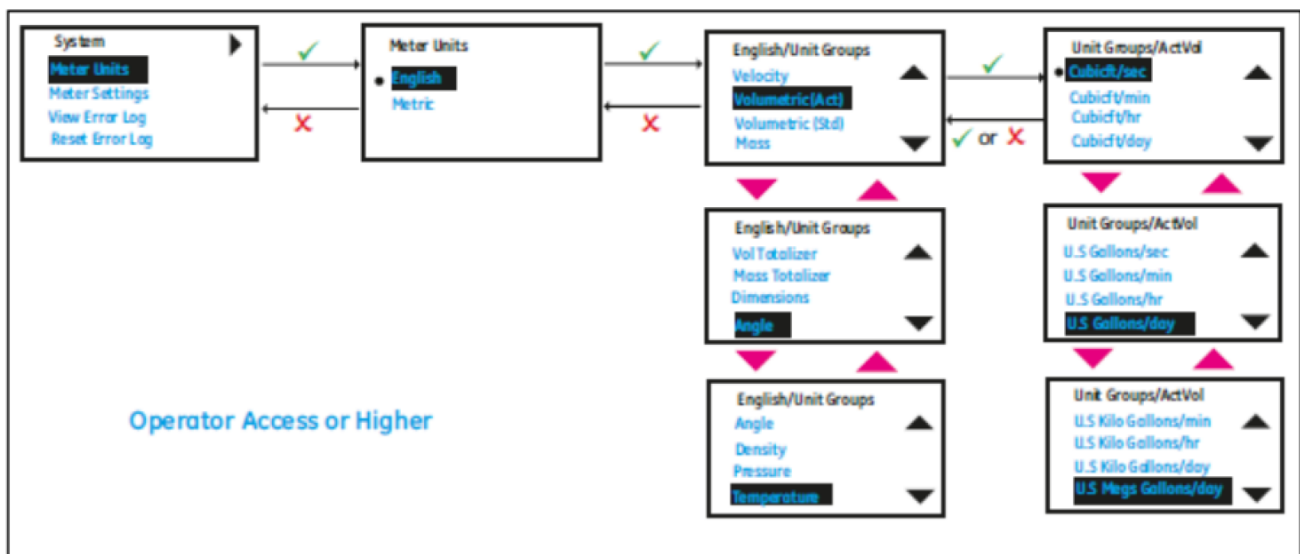 System
Meter Units
Meter Settings
View Error Log
Reset Error Log
Meter Units
English
Metric
English/Unit Groups
Velocity
Volumetric(Act)
Volumetric (Std)
Mass
Unit Groups/ActVol
Cubicft/sec
Cubicft/min
Cubicft/hr
Cubicft/day
or
English/Unit Groups
Vol Totalizer
Mass Totalizer
Dimensions
Angle
Unit Groups/ActVol
U.S Gallons/sec
U.S Gallons/min
U.S Gallons/hr
U.S Gallons/day
English/Unit Groups
Angle
Density
Pressure
Temperature
Unit Groups/ActVol
U.S Kilo Gallons/min
U.S Kilo Gallons/hr
U.S Kilo Gallons/day
U.S Megs Gallons/day
Operator Access or Higher